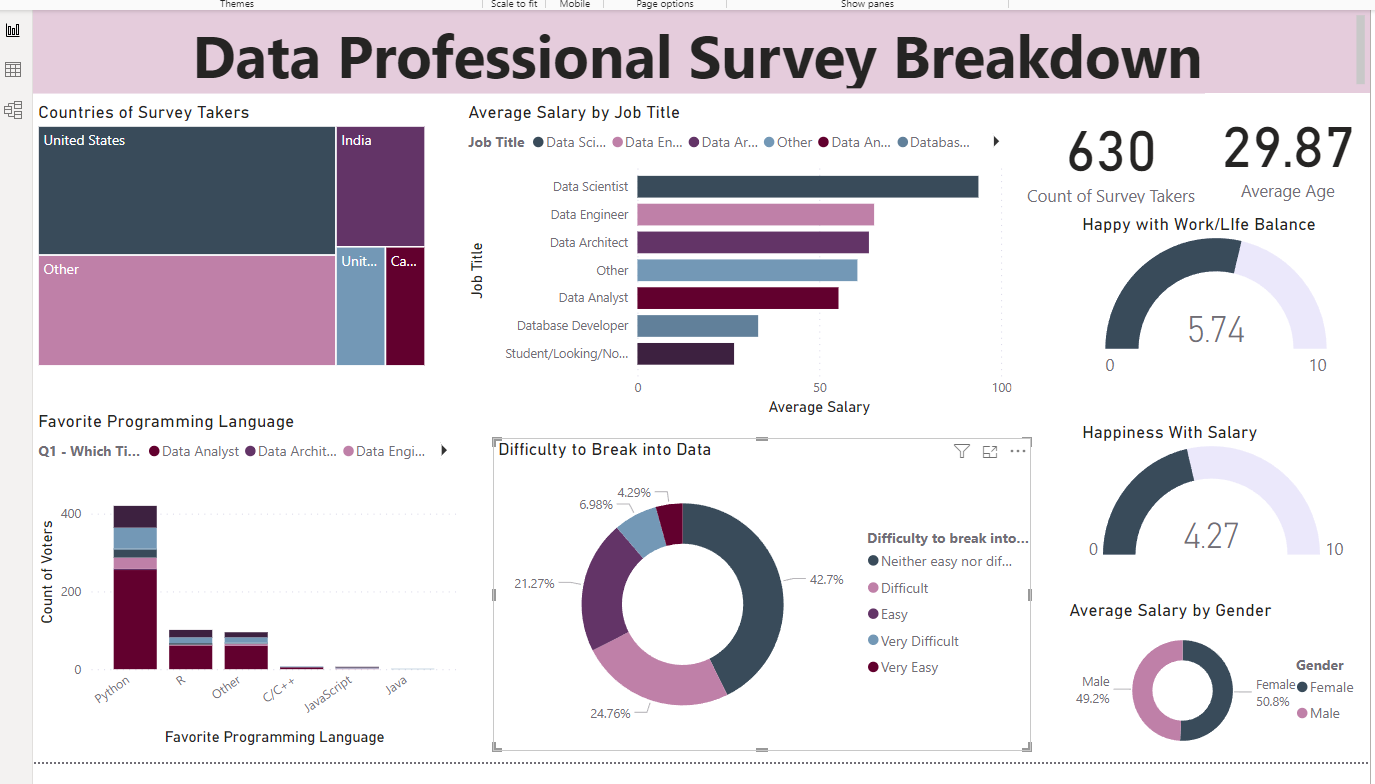 Themes
Scale to fit
Mobile
Page options
Show panes
Data Professional Survey Breakdown
Countries of Survey Takers
United States
India
Other
Unit...
Ca...
Average Salary by Job Title
Job Title Data Sci... Data En... Data Ar... Other Data An... Databas...
Job Title
Data Scientist
Data Engineer
Data Architect
Other
Data Analyst
Database Developer
Student/Looking/No...
0 50 100
Average Salary
630
Count of Survey Takers
29.87
Average Age
Happy with Work/LIfe Balance
5.74
0 10
Favorite Programming Language
Q1 - Which Ti... Data Analyst Data Archit... Data Engi...
Count of Voters
400
200
0
Python R Other C/C++ JavaScript Java
Favorite Programming Language
Difficulty to Break into Data
4.29%
6.98%
21.27%
42.7%
24.76%
Difficulty to break into...
Neither easy nor dif...
Difficult
Easy
Very Difficult
Very Easy
Happiness With Salary
4.27
0 10
Average Salary by Gender
Male
49.2%
Female
50.8%
Gender
Female
Male